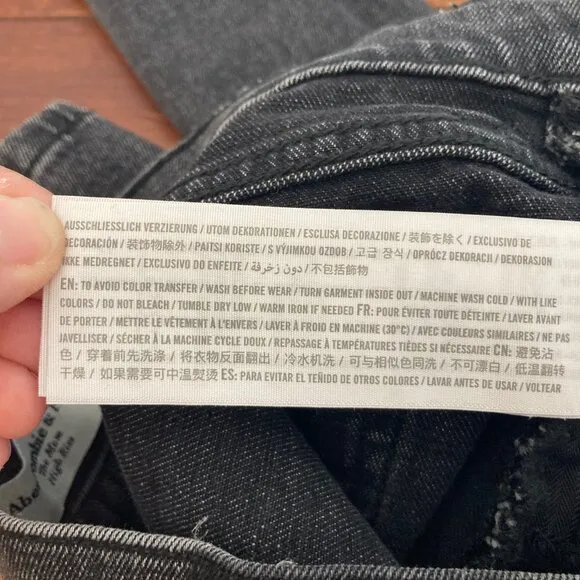 AUSSCHLIESSLICH VERZIERUNG / UTOM DEKORATIONEN / ESCLUSA DECORAZIONE / 装飾を除く / EXCLUSIVO DE
DECORACIÓN / 装饰物除外 / PAITSI KORISTE / S VÝJIMKOU OZDOB / 고급 장식 / OPRÓCZ DEKORACJI / DEKORASION
IKKE MEDREGNET / EXCLUSIVO DO ENFEITE / دون زخرفة / 不包括飾物
EN: TO AVOID COLOR TRANSFER / WASH BEFORE WEAR / TURN GARMENT INSIDE OUT / MACHINE WASH COLD / WITH LIKE
COLORS / DO NOT BLEACH / TUMBLE DRY LOW / WARM IRON IF NEEDED FR: POUR ÉVITER TOUTE DÉTEINTE / LAVER AVANT
DE PORTER / METTRE LE VÊTEMENT À L'ENVERS / LAVER À FROID EN MACHINE (30°C) / AVEC COULEURS SIMILAIRES / NE PAS
JAVELLISER / SÉCHER À LA MACHINE CYCLE DOUX / REPASSAGE À TEMPÉRATURES TIÈDES SI NÉCESSAIRE CN: 避免沾
色 / 穿着前先洗涤 / 将衣物反面翻出 / 冷水机洗 / 可与相似色同洗 / 不可漂白 / 低温翻转
干燥 / 如果需要可中温熨烫 ES: PARA EVITAR EL TEÑIDO DE OTROS COLORES / LAVAR ANTES DE USAR / VOLTEAR
The Mom
High Rise